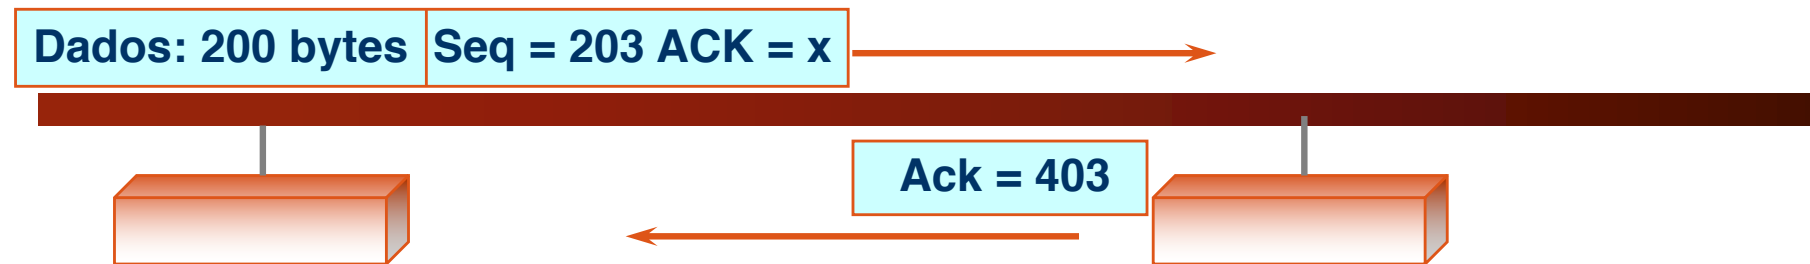 Dados: 200 bytes Seq = 203 ACK = x
Ack = 403